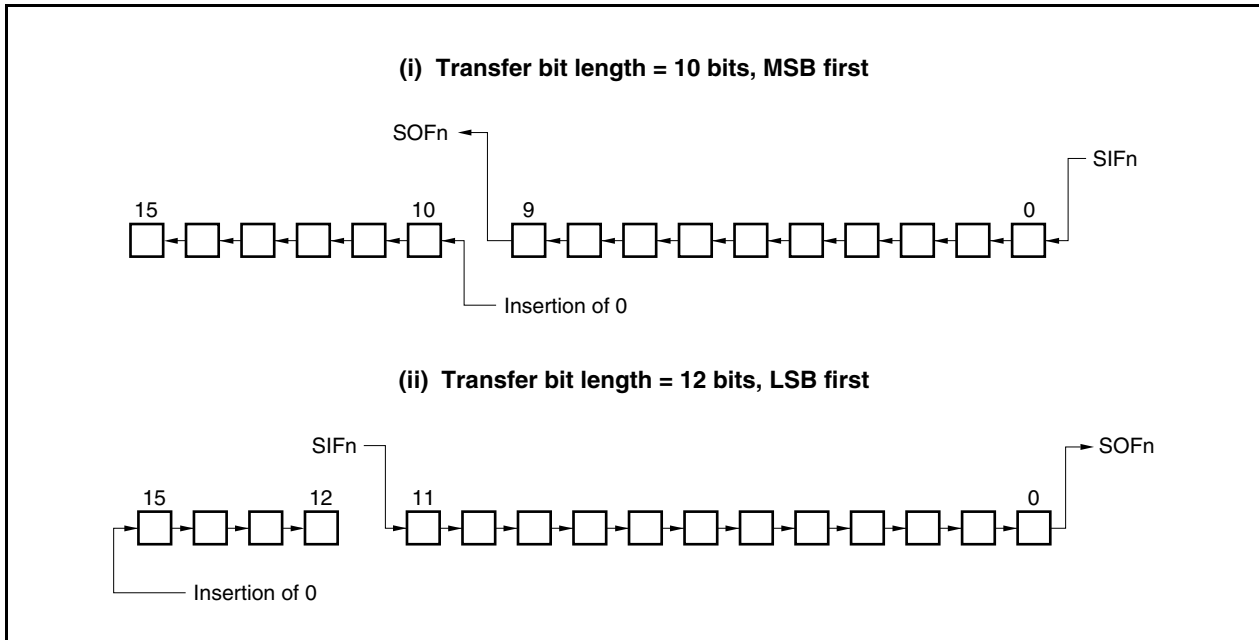 (i) Transfer bit length = 10 bits, MSB first
SOFn
SIFn
15
10
9
0
Insertion of 0
(ii) Transfer bit length = 12 bits, LSB first
SIFn
SOFn
15
12
11
0
Insertion of 0